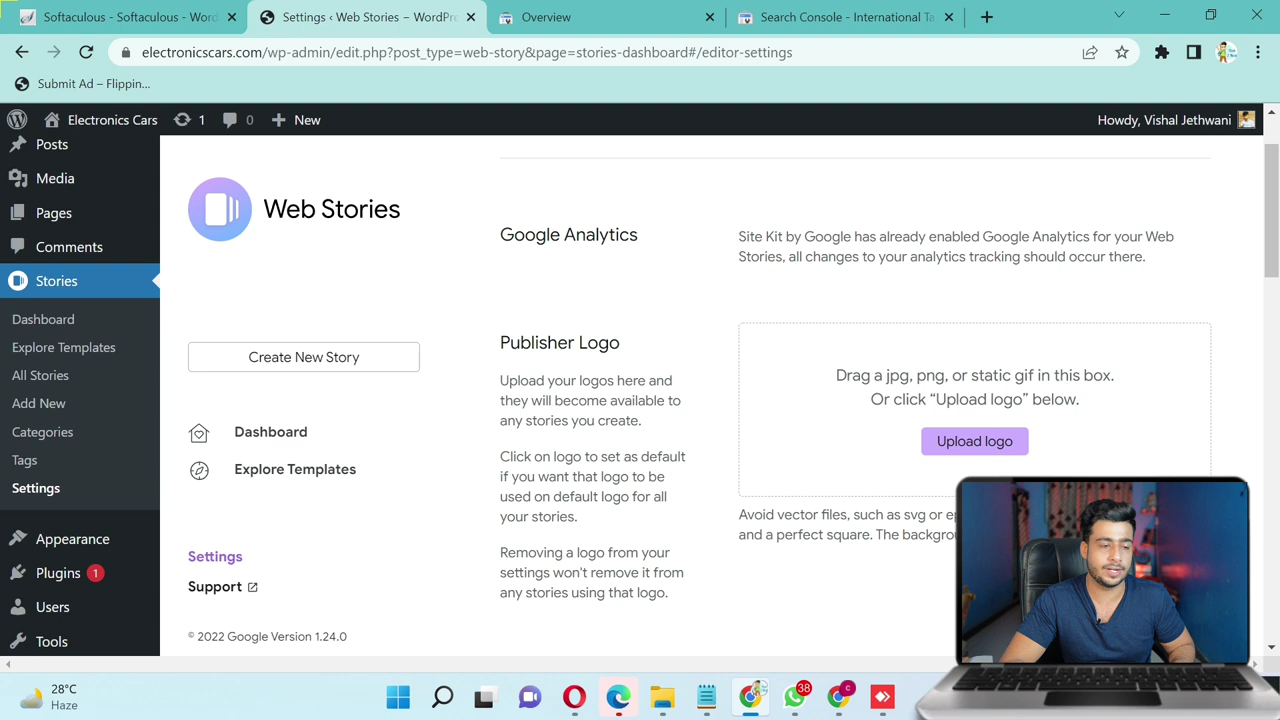 Softaculous - Softaculous - Wor
Settings ‹ Web Stories – WordPre
Overview
Search Console - International Ta
electronicscars.com/wp-admin/edit.php?post_type=web-story&page=stories-dashboard#/editor-settings
Submit Ad – Flippin...
Electronics Cars
1
0
New
Howdy, Vishal Jethwani
Posts
Media
Pages
Comments
Stories
Dashboard
Explore Templates
All Stories
Add New
Categories
Tags
Settings
Appearance
Plugins 1
Users
Tools
Web Stories
Create New Story
Dashboard
Explore Templates
Settings
Support
© 2022 Google Version 1.24.0
Google Analytics
Site Kit by Google has already enabled Google Analytics for your Web
Stories, all changes to your analytics tracking should occur there.
Publisher Logo
Upload your logos here and
they will become available to
any stories you create.
Click on logo to set as default
if you want that logo to be
used on default logo for all
your stories.
Removing a logo from your
settings won't remove it from
any stories using that logo.
Drag a jpg, png, or static gif in this box.
Or click “Upload logo” below.
Upload logo
Avoid vector files, such as svg or ep
and a perfect square. The backgrou
28°C
Haze
38
c